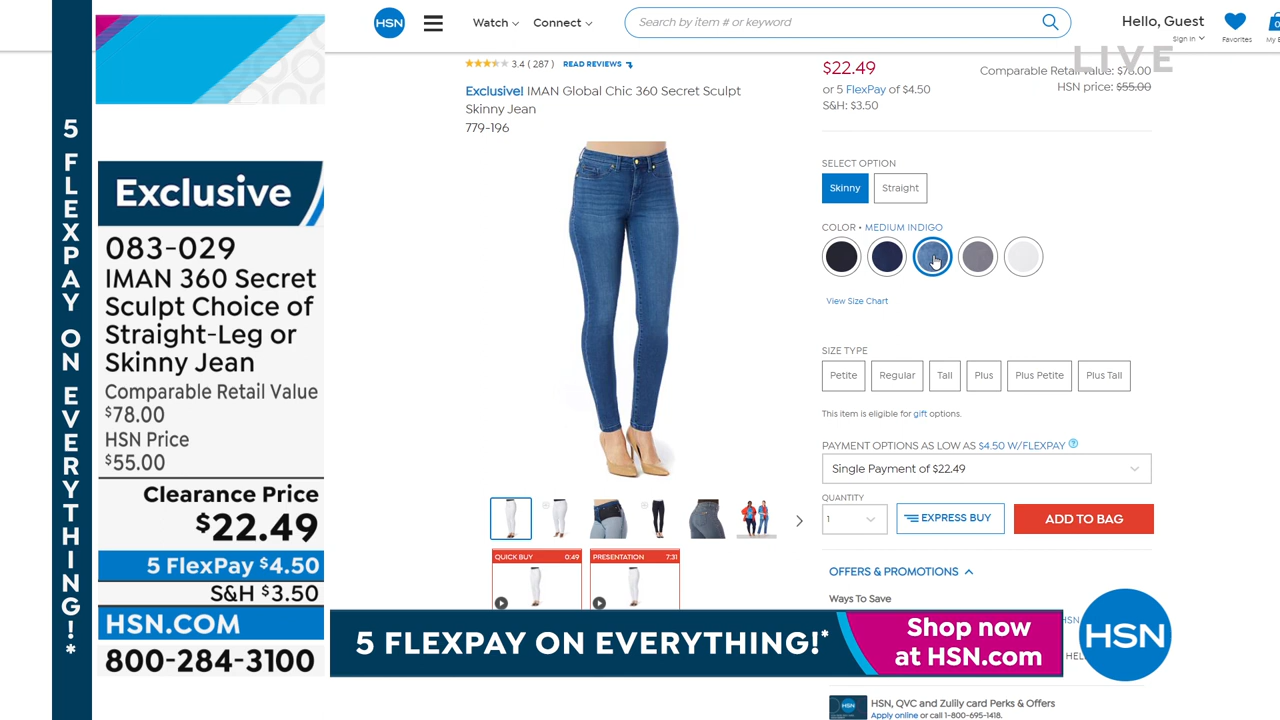 5 FLEXPAY ON EVERYTHING!*
Exclusive
083-029
IMAN 360 Secret
Sculpt Choice of
Straight-Leg or
Skinny Jean
Comparable Retail Value
$78.00
HSN Price
$55.00
Clearance Price
$22.49
5 FlexPay $4.50
S&H $3.50
HSN.COM
800-284-3100
HSN
Watch
Connect
Search by item # or keyword
Hello, Guest
Sign In
Favorites
My
0
LIVE
3.4 ( 287 ) READ REVIEWS
Exclusive! IMAN Global Chic 360 Secret Sculpt
Skinny Jean
779-196
$22.49
or 5 FlexPay of $4.50
S&H: $3.50
Comparable Retail Value: $78.00
HSN price: $55.00
SELECT OPTION
Skinny
Straight
COLOR • MEDIUM INDIGO
View Size Chart
SIZE TYPE
Petite
Regular
Tall
Plus
Plus Petite
Plus Tall
This item is eligible for gift options.
PAYMENT OPTIONS AS LOW AS $4.50 W/FLEXPAY ?
Single Payment of $22.49
QUANTITY
1
EXPRESS BUY
ADD TO BAG
QUICK BUY 0:49
PRESENTATION 7:31
OFFERS & PROMOTIONS
Ways To Save
5 FLEXPAY ON EVERYTHING!*
Shop now
at HSN.com
HSN
HSN, QVC and Zulily card Perks & Offers
Apply online or call 1-800-695-1418.